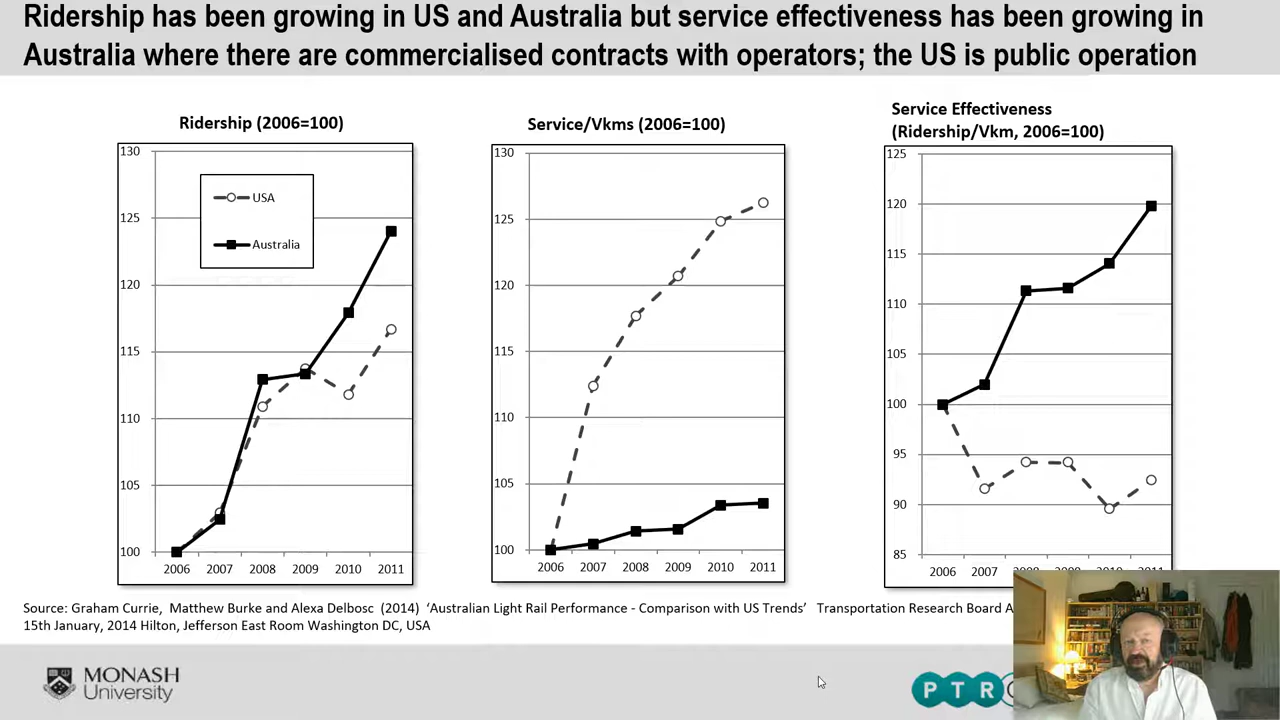 Ridership has been growing in US and Australia but service effectiveness has been growing in
Australia where there are commercialised contracts with operators; the US is public operation
Ridership (2006=100)
130
125
120
115
110
105
100
USA
Australia
2006 2007 2008 2009 2010 2011
Service/Vkms (2006=100)
130
125
120
115
110
105
100
2006 2007 2008 2009 2010 2011
Service Effectiveness
(Ridership/Vkm, 2006=100)
125
120
115
110
105
100
95
90
85
2006 2007
Source: Graham Currie, Matthew Burke and Alexa Delbosc (2014) ‘Australian Light Rail Performance - Comparison with US Trends’ Transportation Research Board A
15th January, 2014 Hilton, Jefferson East Room Washington DC, USA
MONASH
University
PTR